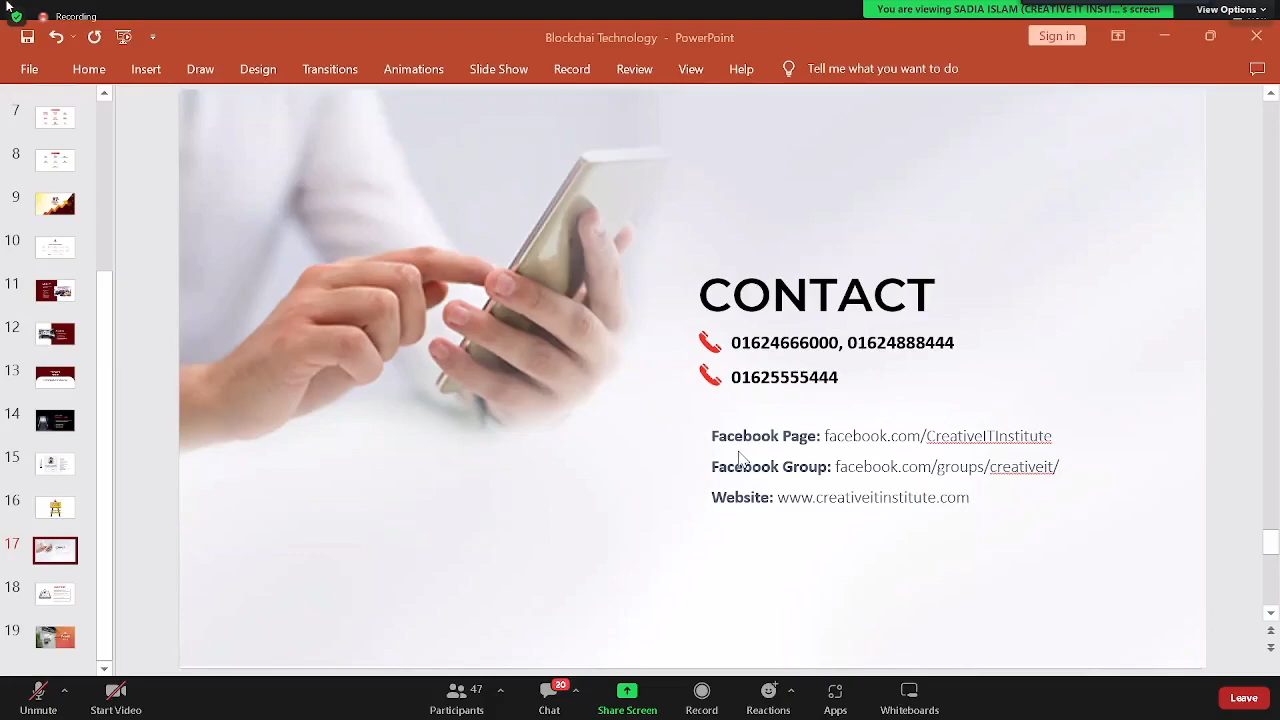 Recording
You are viewing SADIA ISLAM (CREATIVE IT INSTI...'s screen
View Options
Blockchai Technology - PowerPoint
Sign in
File Home Insert Draw Design Transitions Animations Slide Show Record Review View Help Tell me what you want to do
7
8
9
10
11
12
13
14
15
16
17
18
19
CONTACT
01624666000, 01624888444
01625555444
Facebook Page: facebook.com/CreativeITInstitute
Facebook Group: facebook.com/groups/creativeit/
Website: www.creativeitinstitute.com
47
20
Unmute Start Video Participants Chat Share Screen Record Reactions Apps Whiteboards Leave